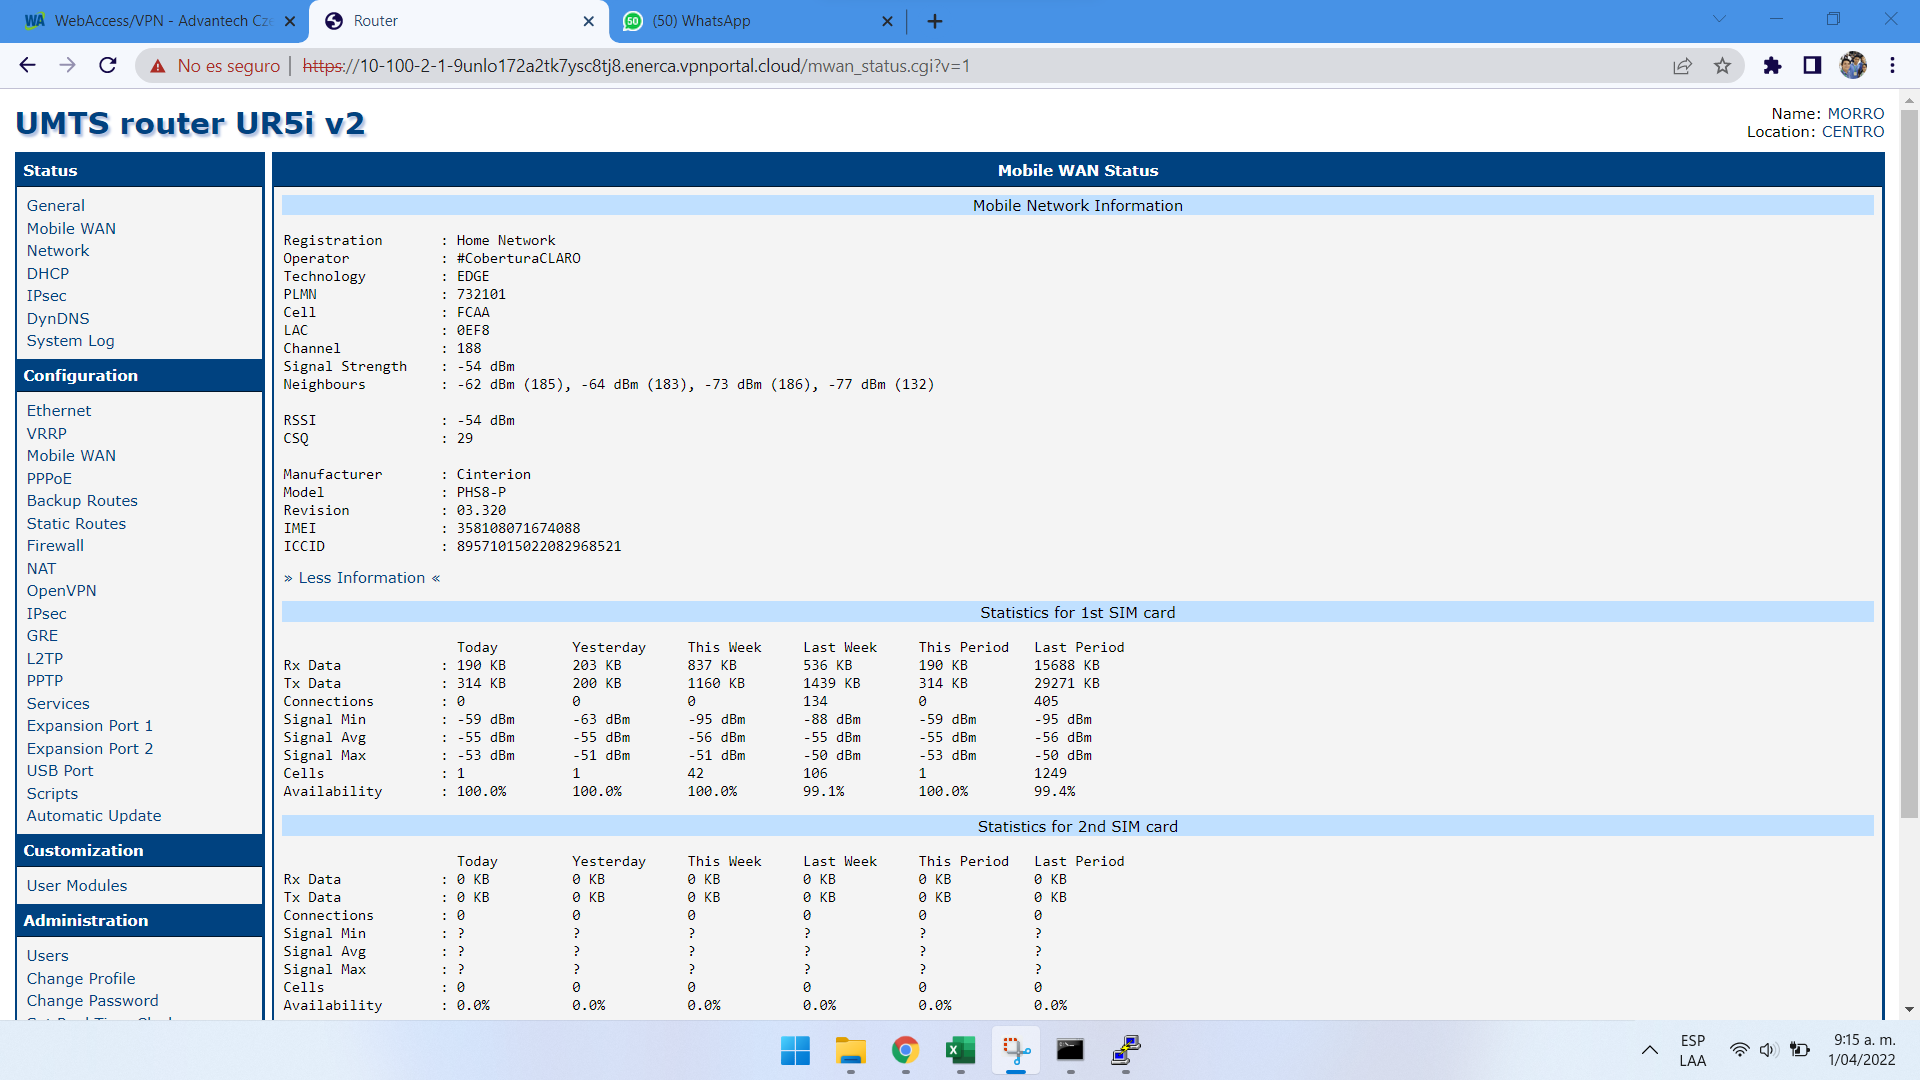 WebAccess/VPN - Advantech Cze
Router
(50) WhatsApp
No es seguro | https://10-100-2-1-9unlo172a2tk7ysc8tj8.enerca.vpnportal.cloud/mwan_status.cgi?v=1
UMTS router UR5i v2
Name: MORRO
Location: CENTRO
Status
General
Mobile WAN
Network
DHCP
IPsec
DynDNS
System Log
Configuration
Ethernet
VRRP
Mobile WAN
PPPoE
Backup Routes
Static Routes
Firewall
NAT
OpenVPN
IPsec
GRE
L2TP
PPTP
Services
Expansion Port 1
Expansion Port 2
USB Port
Scripts
Automatic Update
Customization
User Modules
Administration
Users
Change Profile
Change Password
Mobile WAN Status
Mobile Network Information
Registration : Home Network
Operator : #CoberturaCLARO
Technology : EDGE
PLMN : 732101
Cell : FCAA
LAC : 0EF8
Channel : 188
Signal Strength : -54 dBm
Neighbours : -62 dBm (185), -64 dBm (183), -73 dBm (186), -77 dBm (132)
RSSI : -54 dBm
CSQ : 29
Manufacturer : Cinterion
Model : PHS8-P
Revision : 03.320
IMEI : 358108071674088
ICCID : 89571015022082968521
» Less Information «
Statistics for 1st SIM card
Today Yesterday This Week Last Week This Period Last Period
Rx Data : 190 KB 203 KB 837 KB 536 KB 190 KB 15688 KB
Tx Data : 314 KB 200 KB 1160 KB 1439 KB 314 KB 29271 KB
Connections : 0 0 0 134 0 405
Signal Min : -59 dBm -63 dBm -95 dBm -88 dBm -59 dBm -95 dBm
Signal Avg : -55 dBm -55 dBm -56 dBm -55 dBm -55 dBm -56 dBm
Signal Max : -53 dBm -51 dBm -51 dBm -50 dBm -53 dBm -50 dBm
Cells : 1 1 42 106 1 1249
Availability : 100.0% 100.0% 100.0% 99.1% 100.0% 99.4%
Statistics for 2nd SIM card
Today Yesterday This Week Last Week This Period Last Period
Rx Data : 0 KB 0 KB 0 KB 0 KB 0 KB 0 KB
Tx Data : 0 KB 0 KB 0 KB 0 KB 0 KB 0 KB
Connections : 0 0 0 0 0 0
Signal Min : ? ? ? ? ? ?
Signal Avg : ? ? ? ? ? ?
Signal Max : ? ? ? ? ? ?
Cells : 0 0 0 0 0 0
Availability : 0.0% 0.0% 0.0% 0.0% 0.0% 0.0%
ESP
LAA
9:15 a. m.
1/04/2022